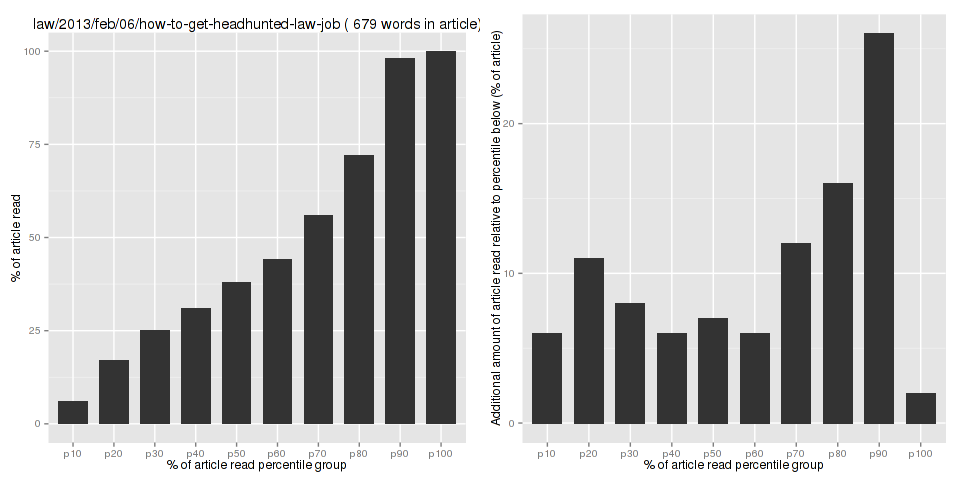 law/2013/feb/06/how-to-get-headhunted-law-job ( 679 words in article)
% of article read
100
75
50
25
0
p10 p20 p30 p40 p50 p60 p70 p80 p90 p100
% of article read percentile group
Additional amount of article read relative to percentile below (% of article)
20
10
0
p10 p20 p30 p40 p50 p60 p70 p80 p90 p100
% of article read percentile group